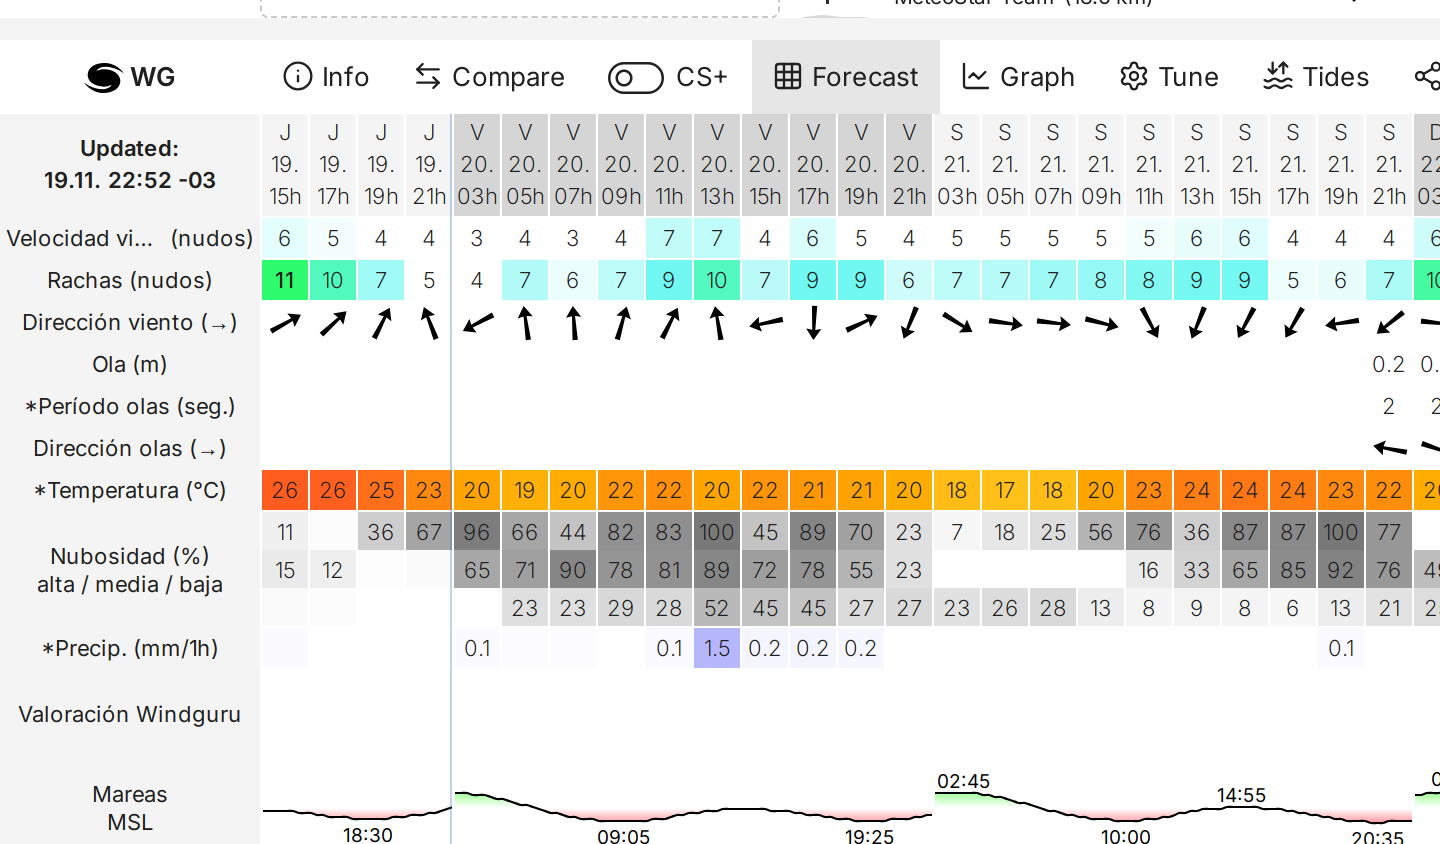 WG Info Compare CS+ Forecast Graph Tune Tides
Updated:
19.11. 22:52 -03
J J J J V V V V V V V V V V S S S S S S S S S S
19. 19. 19. 19. 20. 20. 20. 20. 20. 20. 20. 20. 20. 20. 21. 21. 21. 21. 21. 21. 21. 21. 21. 21.
15h 17h 19h 21h 03h 05h 07h 09h 11h 13h 15h 17h 19h 21h 03h 05h 07h 09h 11h 13h 15h 17h 19h 21h
Velocidad vi... (nudos) 6 5 4 4 3 4 3 4 7 7 4 6 5 4 5 5 5 5 5 6 6 4 4 4 6
Rachas (nudos) 11 10 7 5 4 7 6 7 9 10 7 9 9 6 7 7 7 8 8 9 9 5 6 7 10
Dirección viento (→)
Ola (m) 0.2
*Período olas (seg.) 2
Dirección olas (→)
*Temperatura (°C) 26 26 25 23 20 19 20 22 22 20 22 21 21 20 18 17 18 20 23 24 24 24 23 22
Nubosidad (%)
alta / media / baja
11 36 67 96 66 44 82 83 100 45 89 70 23 7 18 25 56 76 36 87 87 100 77
15 12 65 71 90 78 81 89 72 78 55 23 16 33 65 85 92 76
23 23 29 28 52 45 45 27 27 23 26 28 13 8 9 8 6 13 21
*Precip. (mm/1h) 0.1 0.1 1.5 0.2 0.2 0.2 0.1
Valoración Windguru
Mareas
MSL
02:45 14:55
18:30 09:05 19:25 10:00 20:35